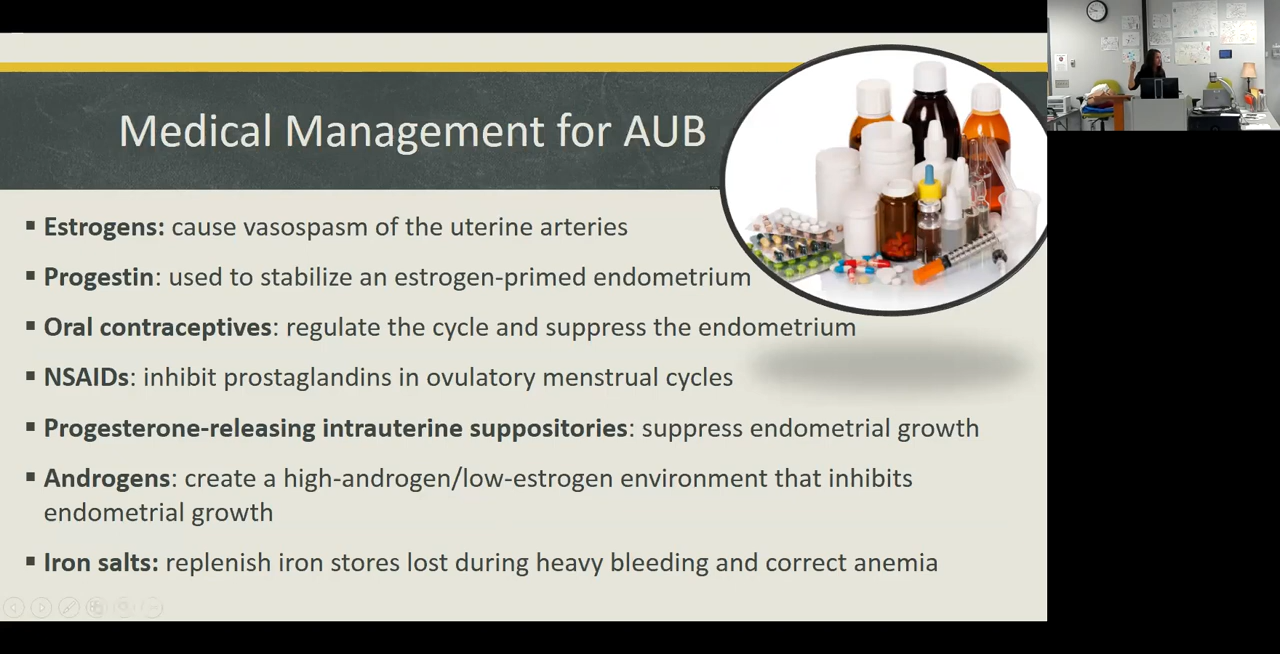 Medical Management for AUB
▪ Estrogens: cause vasospasm of the uterine arteries
▪ Progestin: used to stabilize an estrogen-primed endometrium
▪ Oral contraceptives: regulate the cycle and suppress the endometrium
▪ NSAIDs: inhibit prostaglandins in ovulatory menstrual cycles
▪ Progesterone-releasing intrauterine suppositories: suppress endometrial growth
▪ Androgens: create a high-androgen/low-estrogen environment that inhibits
endometrial growth
▪ Iron salts: replenish iron stores lost during heavy bleeding and correct anemia